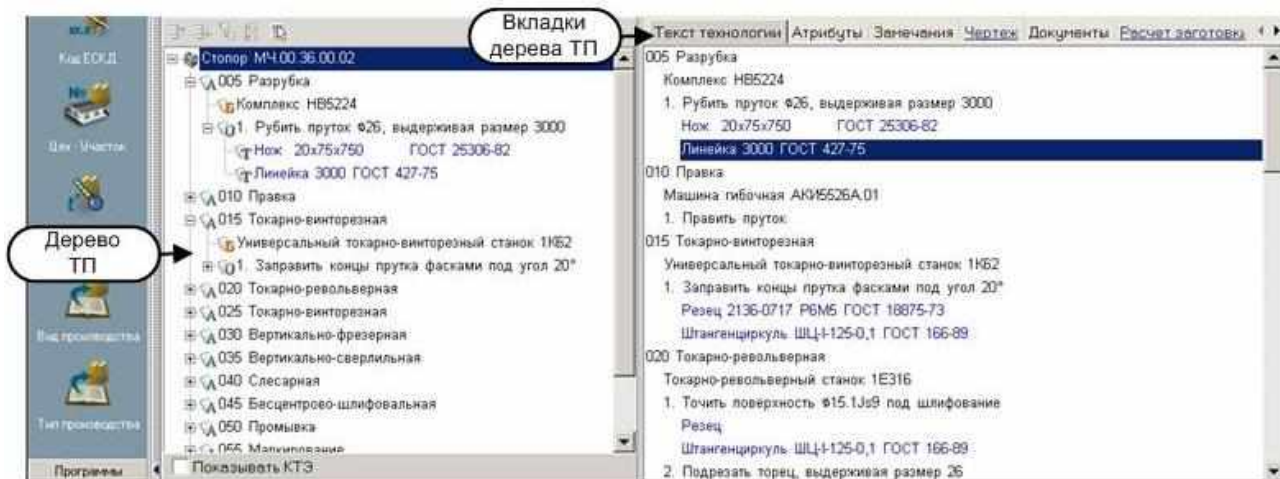 Вкладки
дерева ТП
Дерево
ТП
Код ЕСКД
Цех - Участок
Вид производства
Тип производства
Программы
Стопор МЧ.00.36.00.02
005 Разрубка
Комплекс НВ5224
1. Рубить пруток ф26, выдерживая размер 3000
Нож 20х75х750 ГОСТ 25306-82
Линейка 3000 ГОСТ 427-75
010 Правка
015 Токарно-винторезная
Универсальный токарно-винторезный станок 1К62
1. Заправить концы прутка фасками под угол 20°
020 Токарно-револьверная
025 Токарно-винторезная
030 Вертикально-фрезерная
035 Вертикально-сверлильная
040 Слесарная
045 Бесцентрово-шлифовальная
050 Промывка
055 Маркирование
Показывать КТЭ
Текст технологии Атрибуты Замечания Чертеж Документы Расчет заготовки
005 Разрубка
Комплекс НВ5224
1. Рубить пруток ф26, выдерживая размер 3000
Нож 20х75х750 ГОСТ 25306-82
Линейка 3000 ГОСТ 427-75
010 Правка
Машина гибочная АКИ5526А.01
1. Править пруток
015 Токарно-винторезная
Универсальный токарно-винторезный станок 1К62
1. Заправить концы прутка фасками под угол 20°
Резец 2136-0717 Р6М5 ГОСТ 18875-73
Штангенциркуль ШЦ-I-125-0,1 ГОСТ 166-89
020 Токарно-револьверная
Токарно-револьверный станок 1Е316
1. Точить поверхность ф15.1Js9 под шлифование
Резец
Штангенциркуль ШЦ-I-125-0,1 ГОСТ 166-89
2. Подрезать торец, выдерживая размер 26